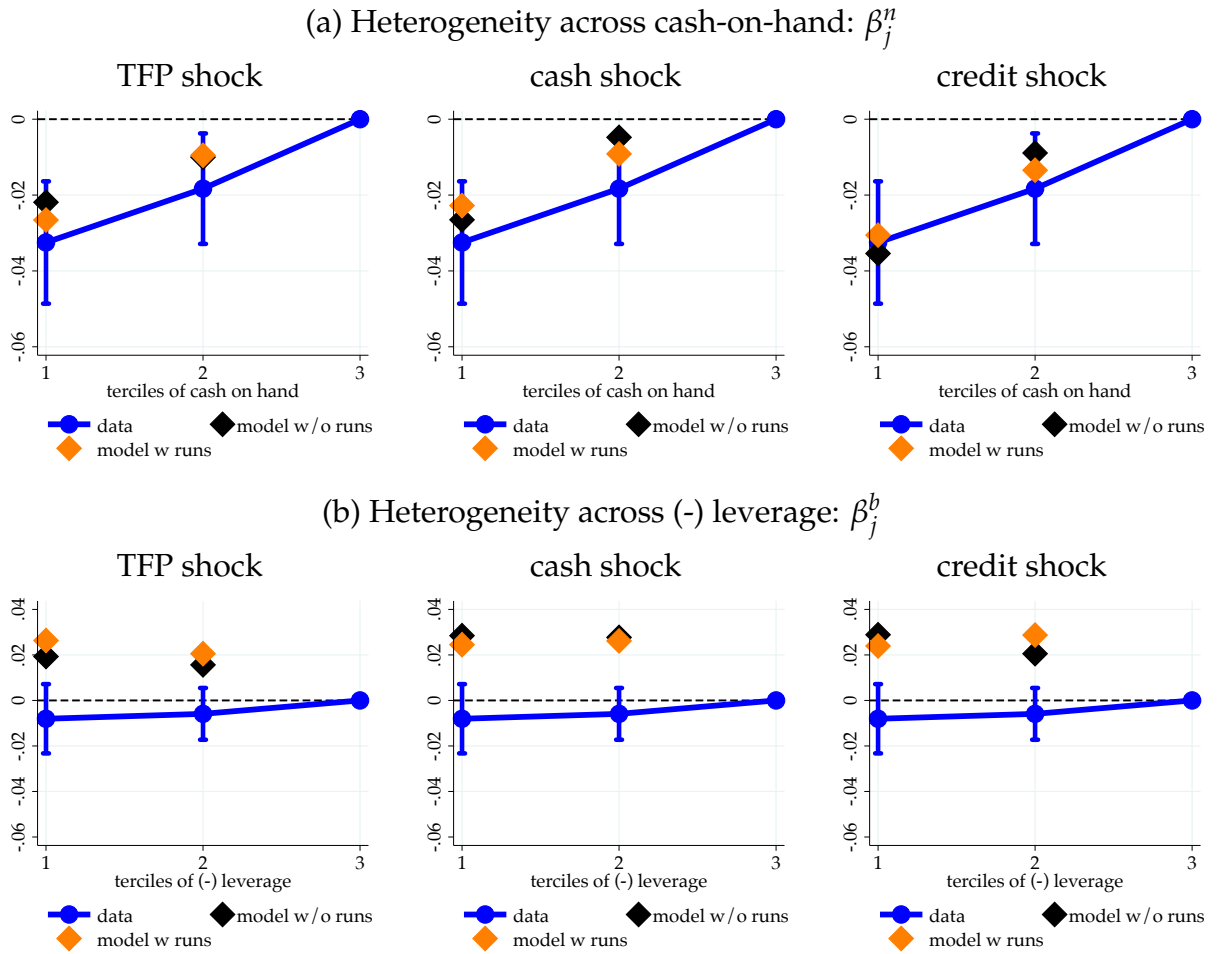 (a) Heterogeneity across cash-on-hand: β_j^n
TFP shock cash shock credit shock
0 0 0
-.02 -.02 -.02
-.04 -.04 -.04
-.06 -.06 -.06
1 2 3 1 2 3 1 2 3
terciles of cash on hand terciles of cash on hand terciles of cash on hand
data model w/o runs data model w/o runs data model w/o runs
model w runs model w runs model w runs
(b) Heterogeneity across (-) leverage: β_j^b
TFP shock cash shock credit shock
.04 .04 .04
.02 .02 .02
0 0 0
-.02 -.02 -.02
-.04 -.04 -.04
-.06 -.06 -.06
1 2 3 1 2 3 1 2 3
terciles of (-) leverage terciles of (-) leverage terciles of (-) leverage
data model w/o runs data model w/o runs data model w/o runs
model w runs model w runs model w runs